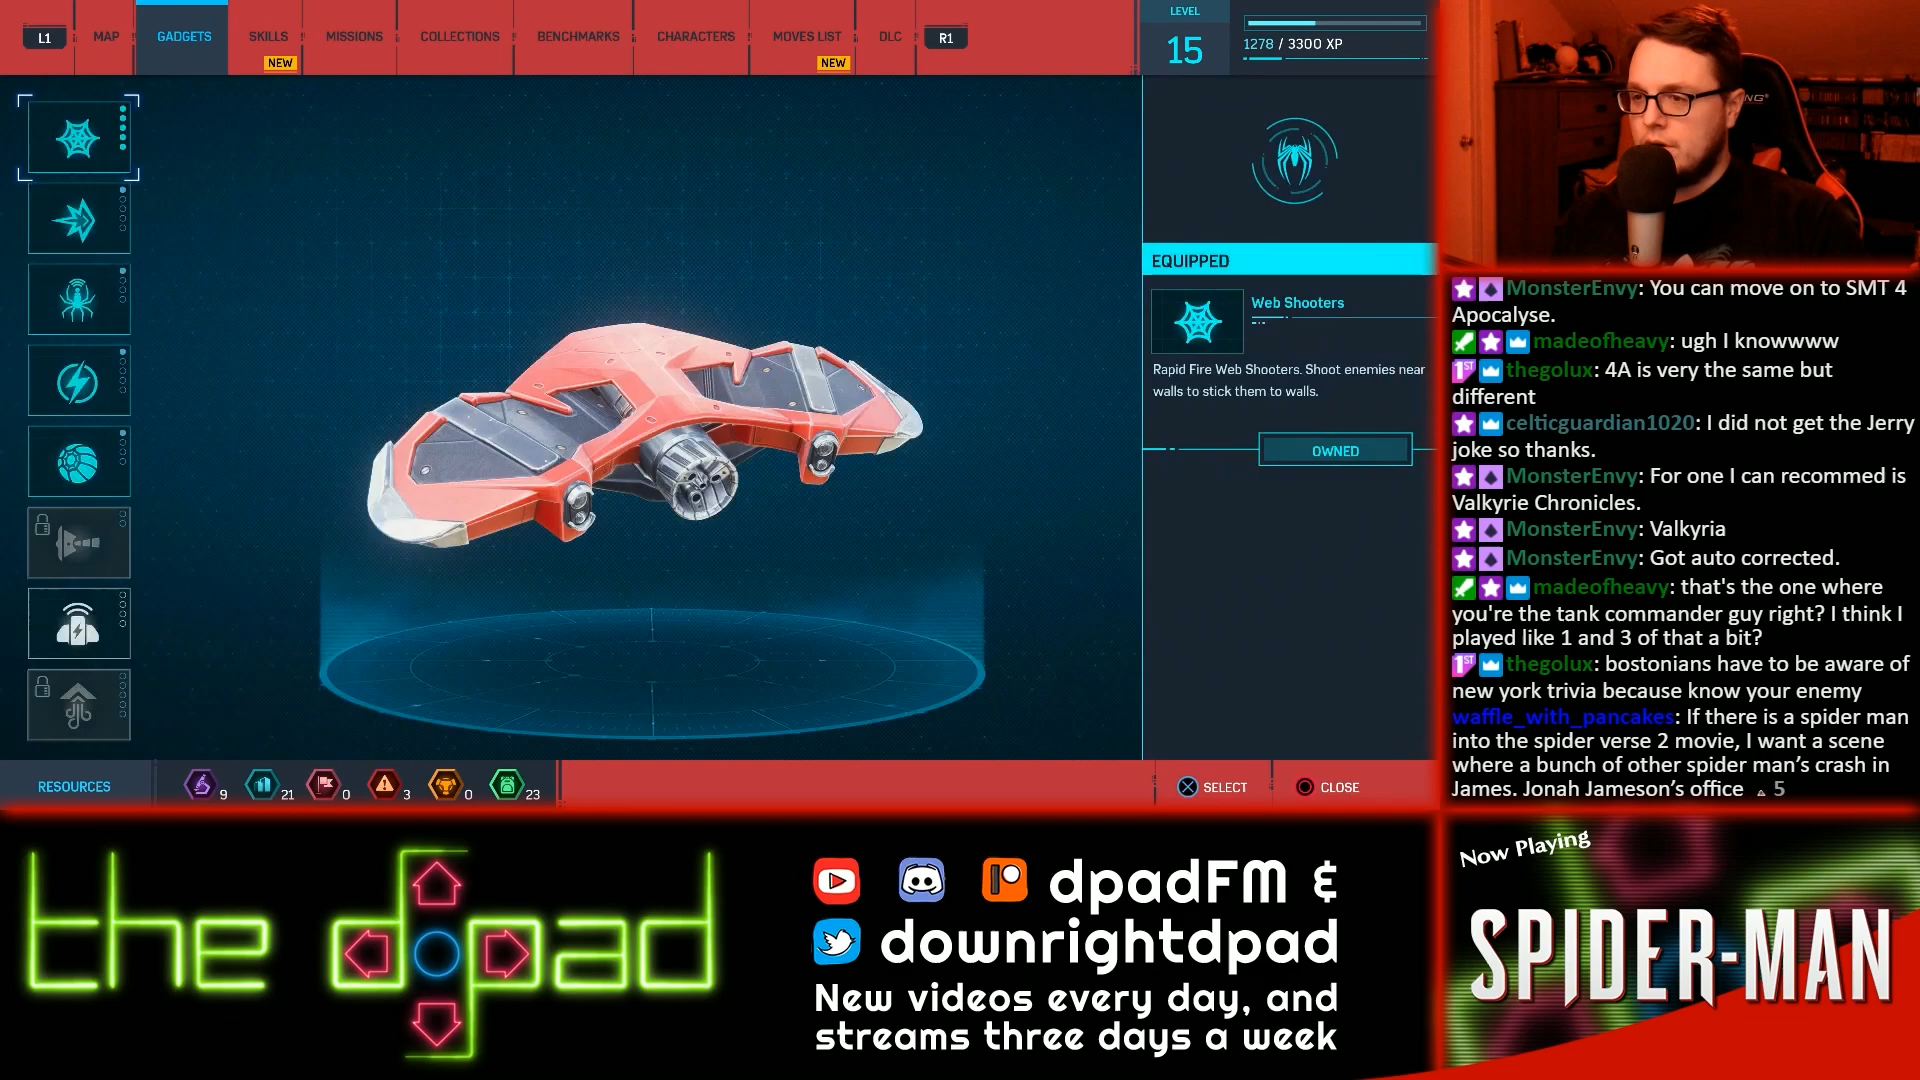 L1 MAP GADGETS SKILLS MISSIONS COLLECTIONS BENCHMARKS CHARACTERS MOVES LIST DLC R1
NEW NEW
LEVEL
15
1278 / 3300 XP
EQUIPPED
Web Shooters
Rapid Fire Web Shooters. Shoot enemies near
walls to stick them to walls.
OWNED
RESOURCES 9 21 0 3 0 23 SELECT CLOSE
MonsterEnvy: You can move on to SMT 4
Apocalyse.
madeofheavy: ugh I knowwww
1ST thegolux: 4A is very the same but
different
celticguardian1020: I did not get the Jerry
joke so thanks.
MonsterEnvy: For one I can recommed is
Valkyrie Chronicles.
MonsterEnvy: Valkyria
MonsterEnvy: Got auto corrected.
madeofheavy: that's the one where
you're the tank commander guy right? I think I
played like 1 and 3 of that a bit?
1ST thegolux: bostonians have to be aware of
new york trivia because know your enemy
waffle_with_pancakes: If there is a spider man
into the spider verse 2 movie, I want a scene
where a bunch of other spider man's crash in
James. Jonah Jameson's office 5
the dpad
dpadFM &
downrightdpad
New videos every day, and
streams three days a week
Now Playing
SPIDER-MAN